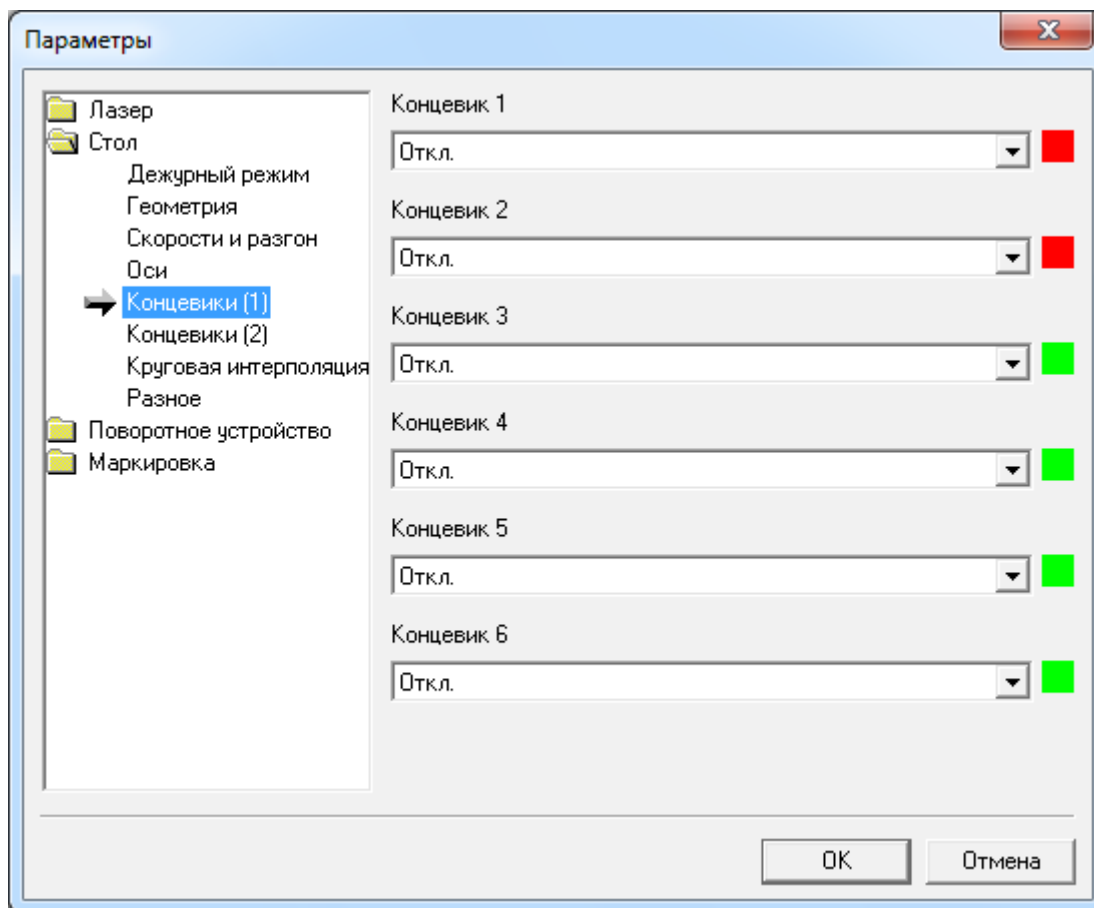 Параметры
Лазер
Стол
Дежурный режим
Геометрия
Скорости и разгон
Оси
Концевики (1)
Концевики (2)
Круговая интерполяция
Разное
Поворотное устройство
Маркировка
Концевик 1
Откл.
Концевик 2
Откл.
Концевик 3
Откл.
Концевик 4
Откл.
Концевик 5
Откл.
Концевик 6
Откл.
OK
Отмена